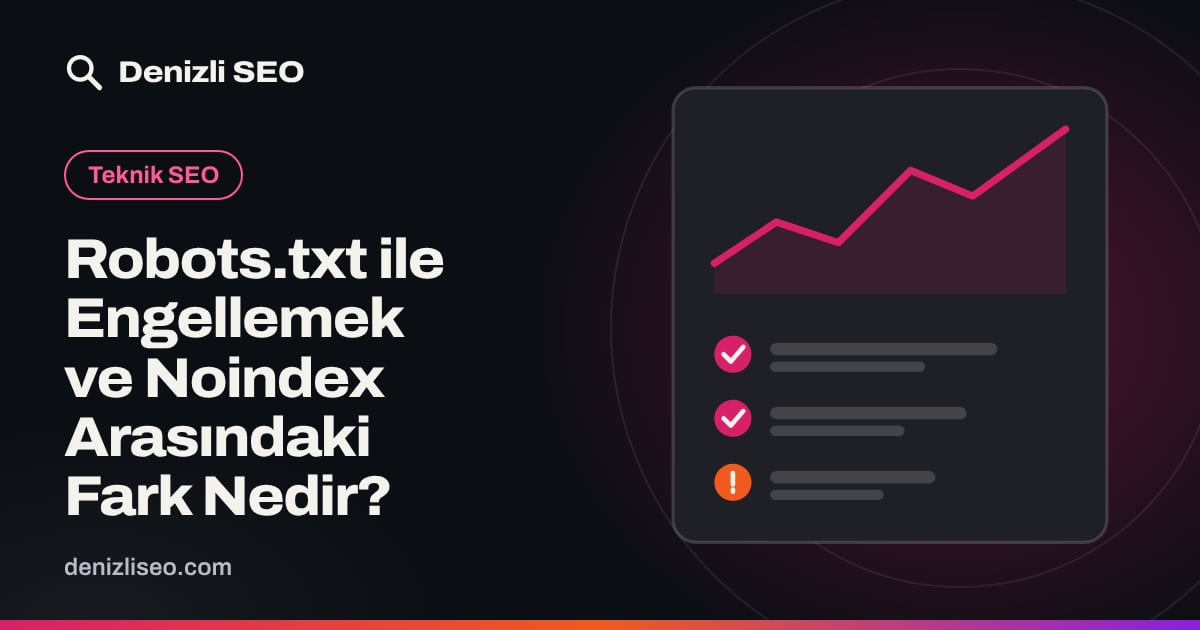 Denizli SEO
Teknik SEO
Robots.txt ile
Engellemek
ve Noindex
Arasındaki
Fark Nedir?
denizliseo.com